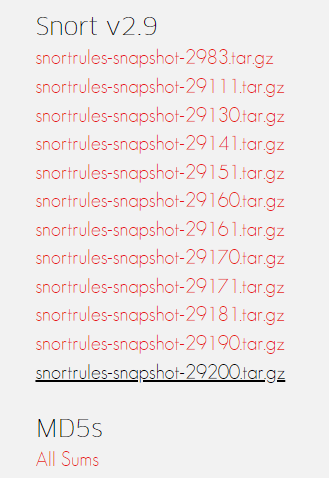 Snort v2.9
snortrules-snapshot-2983.tar.gz
snortrules-snapshot-29111.tar.gz
snortrules-snapshot-29130.tar.gz
snortrules-snapshot-29141.tar.gz
snortrules-snapshot-29151.tar.gz
snortrules-snapshot-29160.tar.gz
snortrules-snapshot-29161.tar.gz
snortrules-snapshot-29170.tar.gz
snortrules-snapshot-29171.tar.gz
snortrules-snapshot-29181.tar.gz
snortrules-snapshot-29190.tar.gz
snortrules-snapshot-29200.tar.gz
MD5s
All Sums